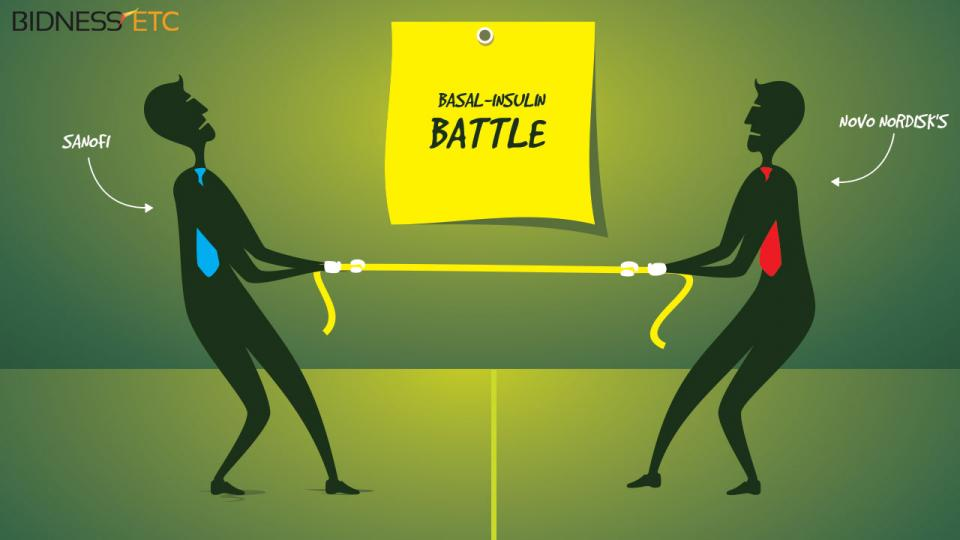 BIDNESS ETC
BASAL-INSULIN
BATTLE
SANOFI
NOVO NORDISK'S